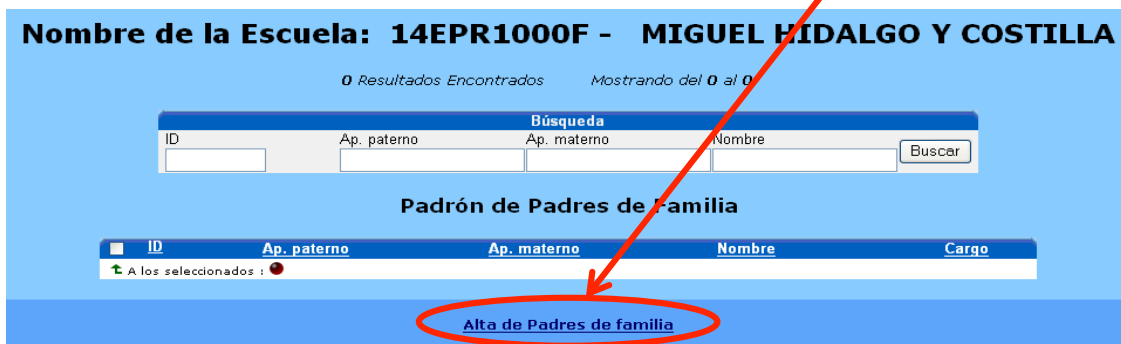 Nombre de la Escuela: 14EPR1000F - MIGUEL HIDALGO Y COSTILLA
0 Resultados Encontrados Mostrando del 0 al 0
Búsqueda
ID Ap. paterno Ap. materno Nombre
Buscar
Padrón de Padres de Familia
ID Ap. paterno Ap. materno Nombre Cargo
A los seleccionados :
Alta de Padres de familia